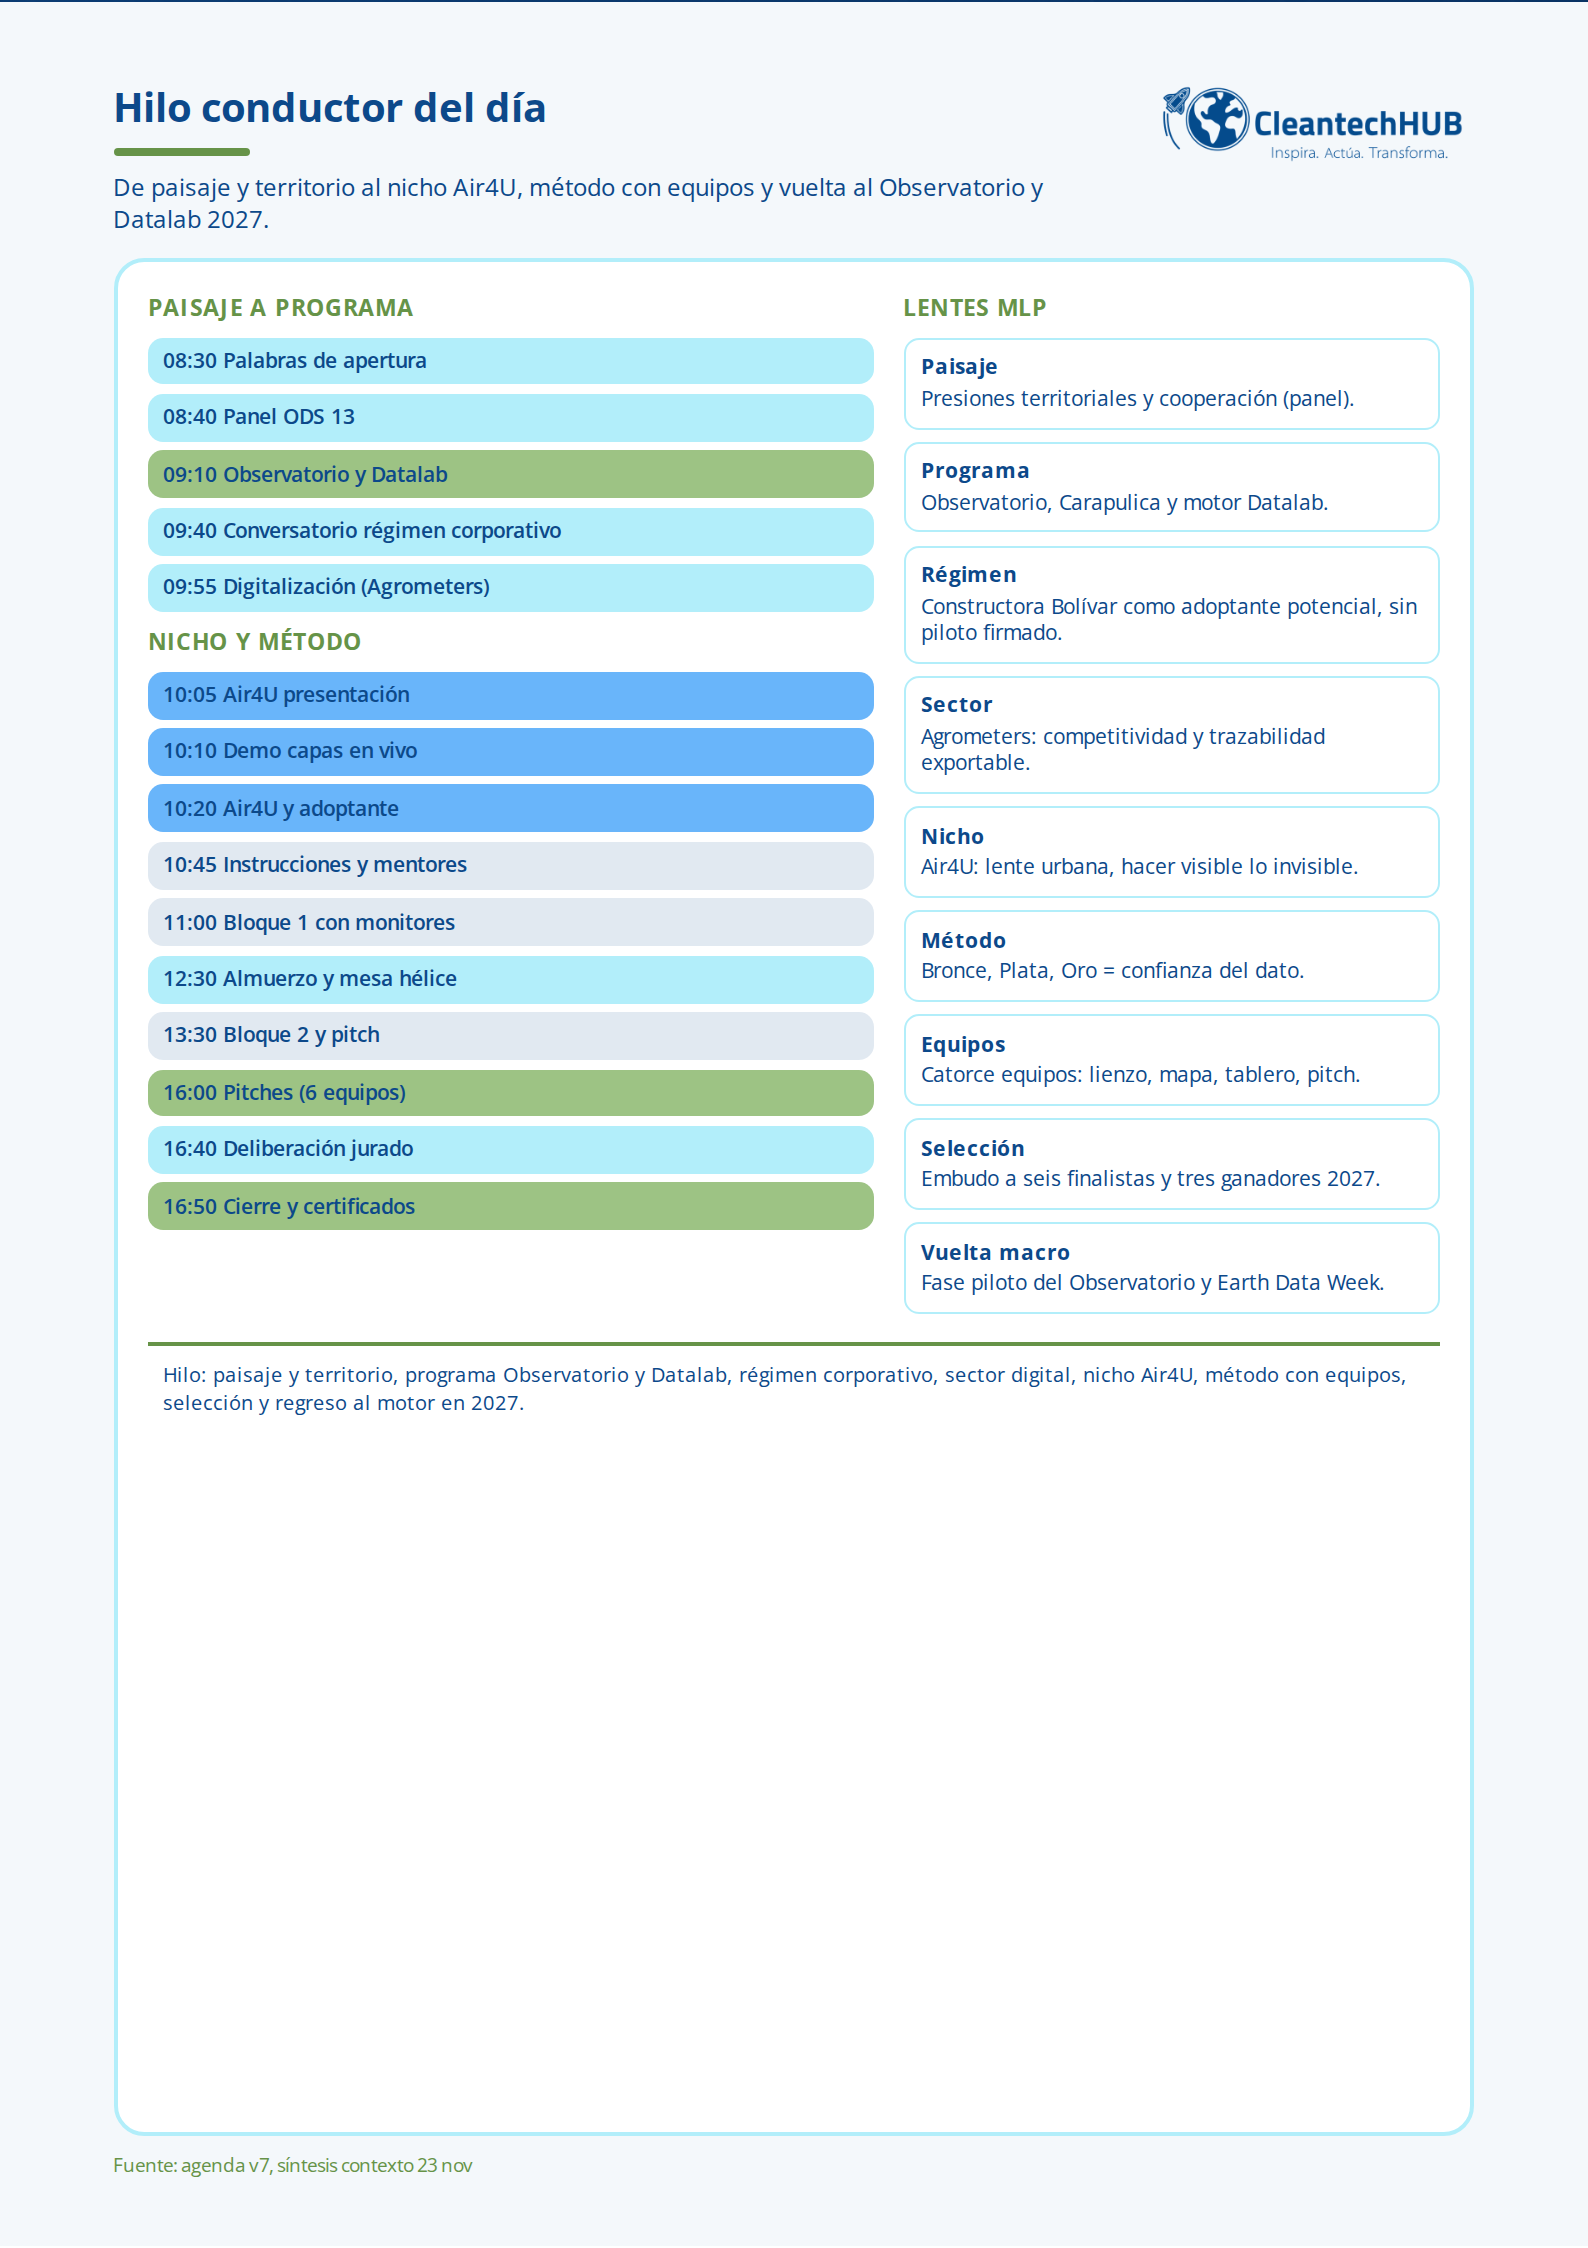 Hilo conductor del día
CleantechHUB
Inspira. Actúa. Transforma.
De paisaje y territorio al nicho Air4U, método con equipos y vuelta al Observatorio y
Datalab 2027.
PAISAJE A PROGRAMA
08:30 Palabras de apertura
08:40 Panel ODS 13
09:10 Observatorio y Datalab
09:40 Conversatorio régimen corporativo
09:55 Digitalización (Agrometers)
NICHO Y MÉTODO
10:05 Air4U presentación
10:10 Demo capas en vivo
10:20 Air4U y adoptante
10:45 Instrucciones y mentores
11:00 Bloque 1 con monitores
12:30 Almuerzo y mesa hélice
13:30 Bloque 2 y pitch
16:00 Pitches (6 equipos)
16:40 Deliberación jurado
16:50 Cierre y certificados
LENTES MLP
Paisaje
Presiones territoriales y cooperación (panel).
Programa
Observatorio, Carapulica y motor Datalab.
Régimen
Constructora Bolívar como adoptante potencial, sin
piloto firmado.
Sector
Agrometers: competitividad y trazabilidad
exportable.
Nicho
Air4U: lente urbana, hacer visible lo invisible.
Método
Bronce, Plata, Oro = confianza del dato.
Equipos
Catorce equipos: lienzo, mapa, tablero, pitch.
Selección
Embudo a seis finalistas y tres ganadores 2027.
Vuelta macro
Fase piloto del Observatorio y Earth Data Week.
Hilo: paisaje y territorio, programa Observatorio y Datalab, régimen corporativo, sector digital, nicho Air4U, método con equipos,
selección y regreso al motor en 2027.
Fuente: agenda v7, síntesis contexto 23 nov